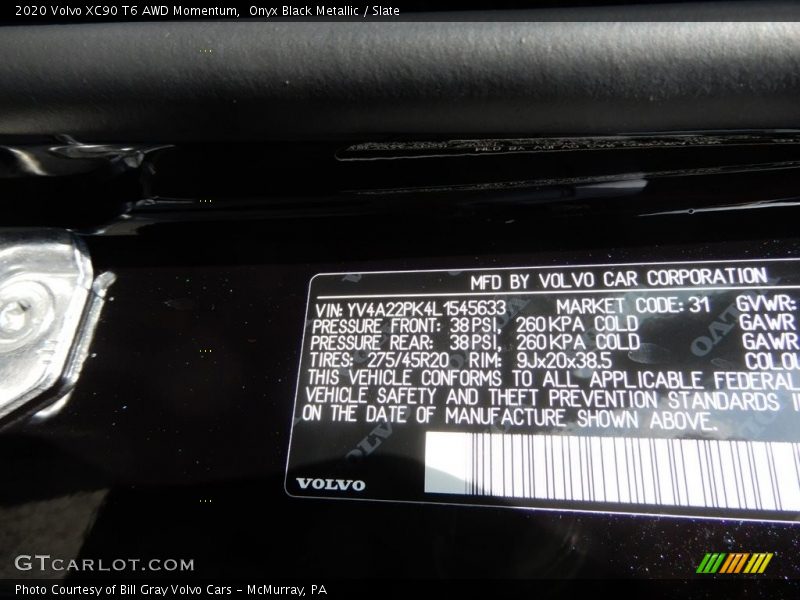 2020 Volvo XC90 T6 AWD Momentum,  Onyx Black Metallic / Slate
MFD BY VOLVO CAR CORPORATION
VIN: YV4A22PK4L1545633 MARKET CODE: 31 GVWR:
PRESSURE FRONT: 38 PSI, 260 KPA COLD GAWR
PRESSURE REAR: 38 PSI, 260 KPA COLD GAWR
TIRES: 275/45R20 RIM: 9Jx20x38.5 COLOU
THIS VEHICLE CONFORMS TO ALL APPLICABLE FEDERAL
VEHICLE SAFETY AND THEFT PREVENTION STANDARDS I
ON THE DATE OF MANUFACTURE SHOWN ABOVE.
VOLVO
GTCARLOT.COM
Photo Courtesy of Bill Gray Volvo Cars – McMurray, PA